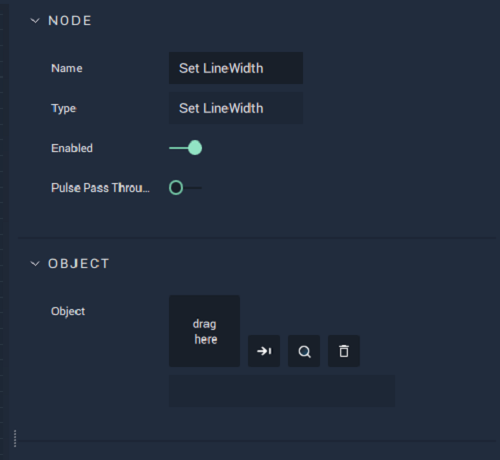 NODE
Name
Set LineWidth
Type
Set LineWidth
Enabled
Pulse Pass Throu...
OBJECT
Object
drag
here